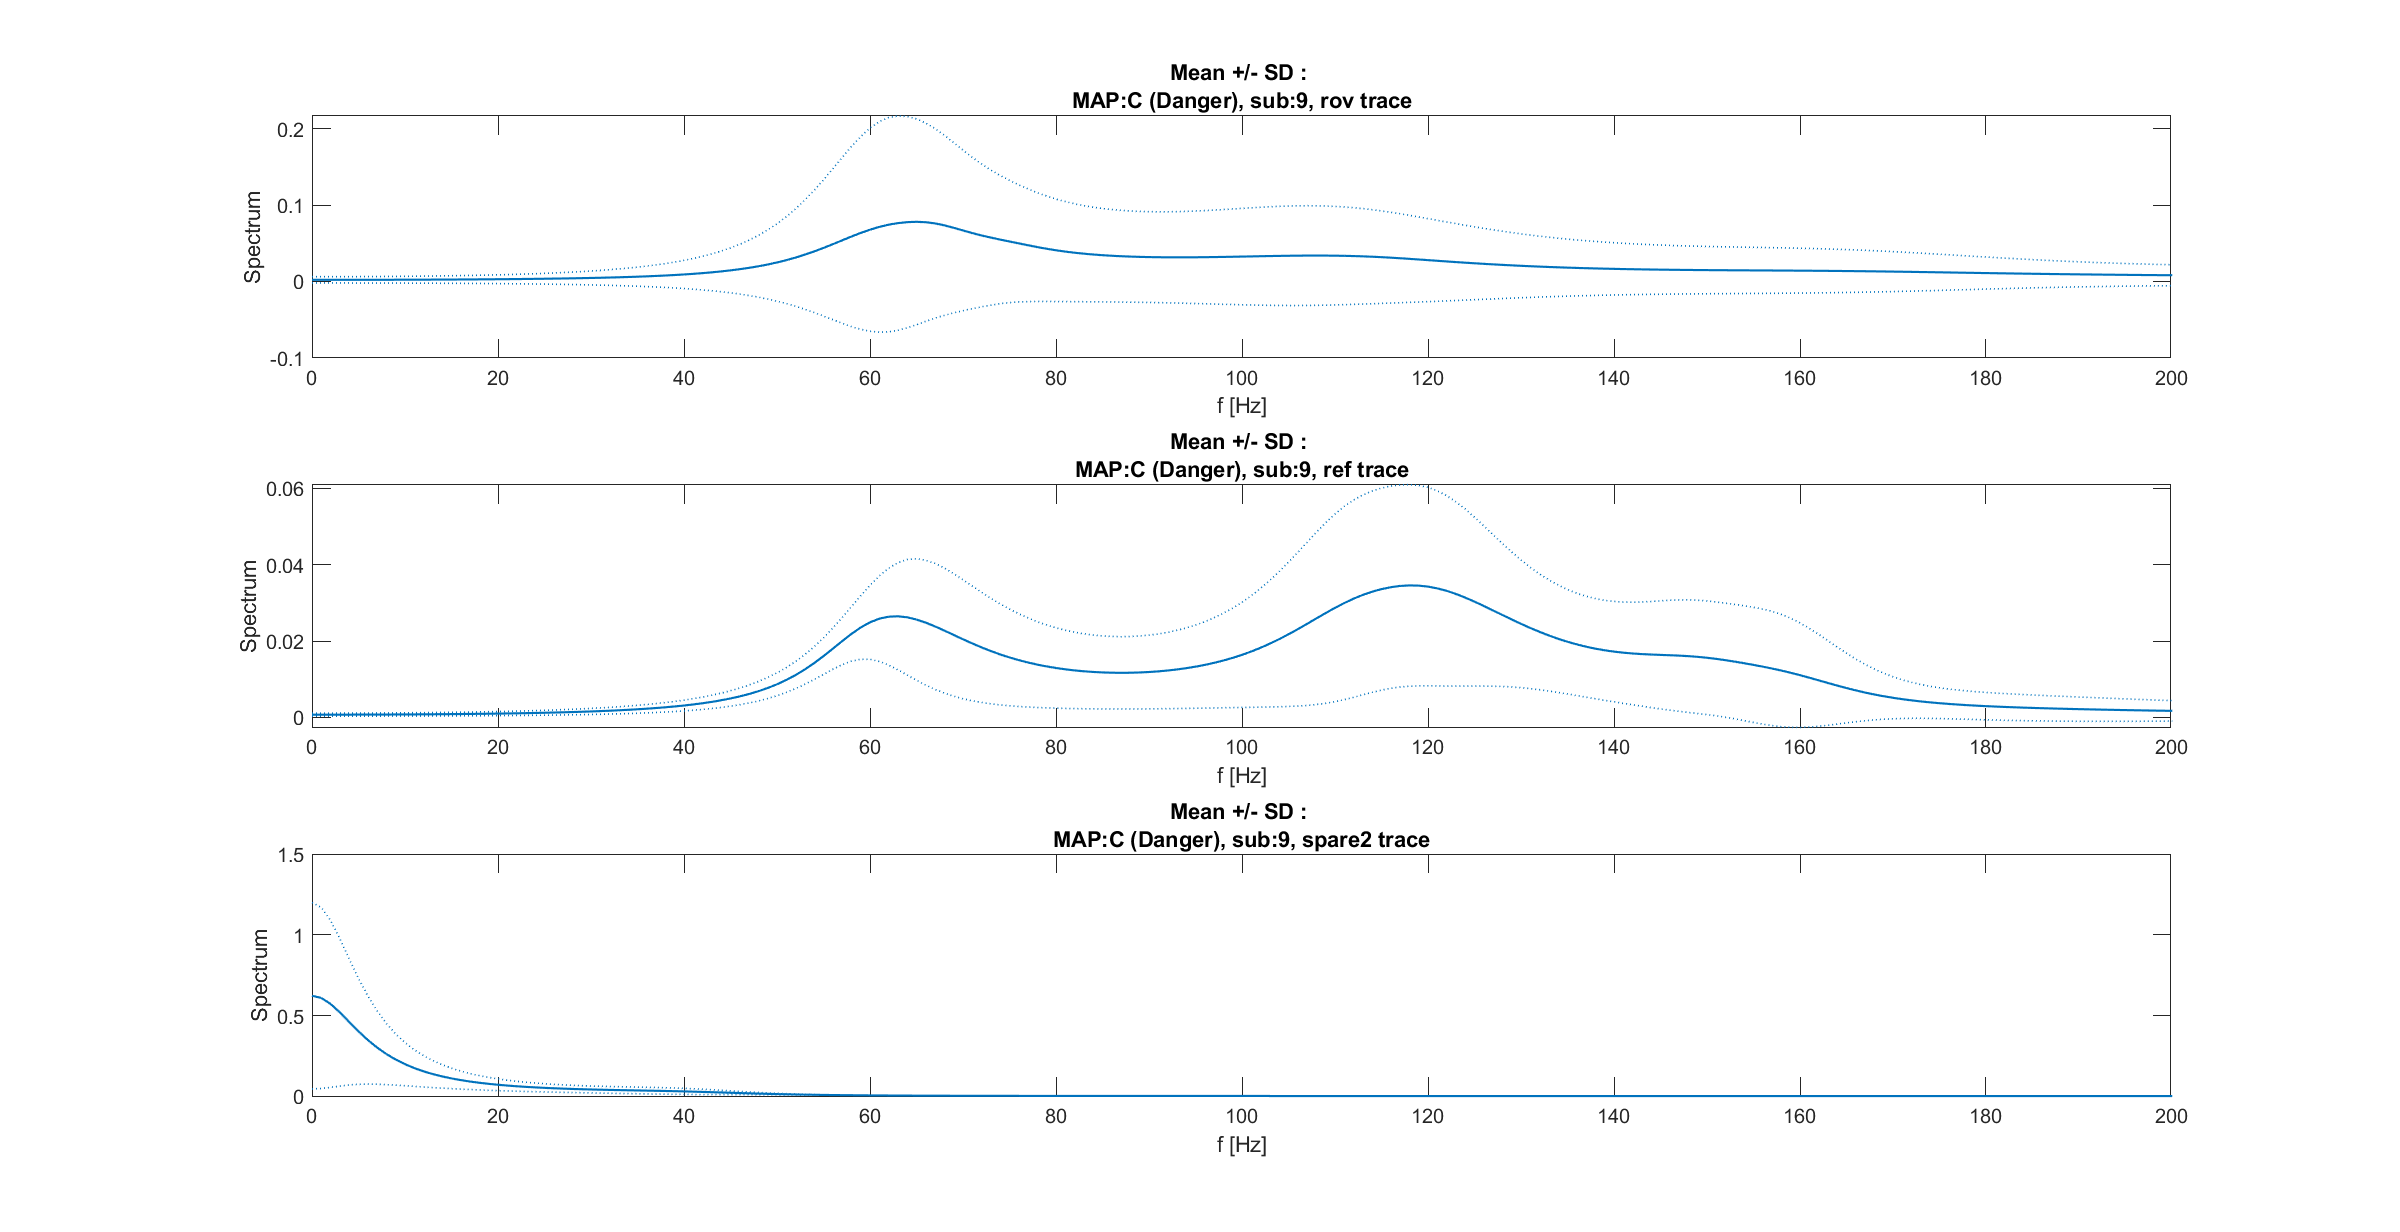 Mean +/- SD :
MAP:C (Danger), sub:9, rov trace
Spectrum
0.2
0.1
0
-0.1
0 20 40 60 80 100 120 140 160 180 200
f [Hz]
Mean +/- SD :
MAP:C (Danger), sub:9, ref trace
Spectrum
0.06
0.04
0.02
0
0 20 40 60 80 100 120 140 160 180 200
f [Hz]
Mean +/- SD :
MAP:C (Danger), sub:9, spare2 trace
Spectrum
1.5
1
0.5
0
0 20 40 60 80 100 120 140 160 180 200
f [Hz]